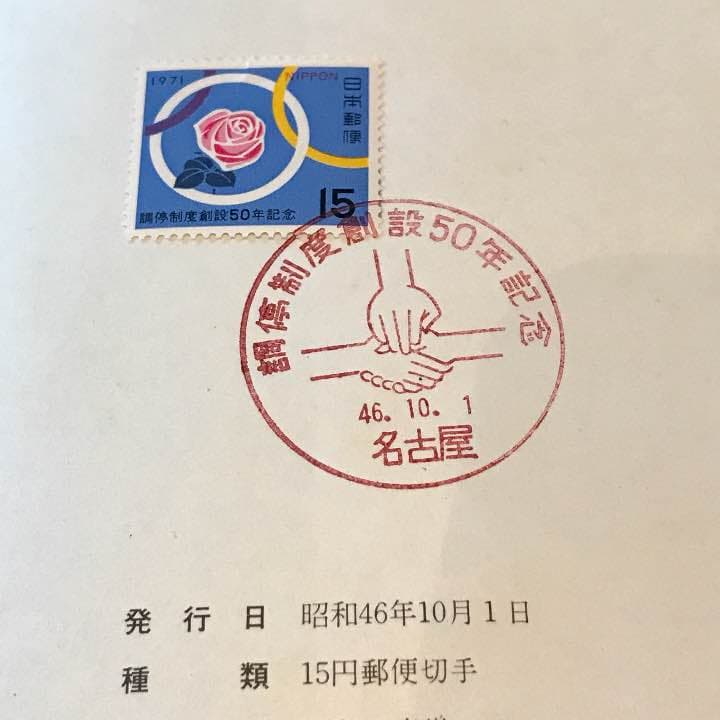 1971
NIPPON
日本郵便
調停制度創設50年記念
15
調停制度創設50年記念
46.10.1
名古屋
発行日 昭和46年10月1日
種類 15円郵便切手